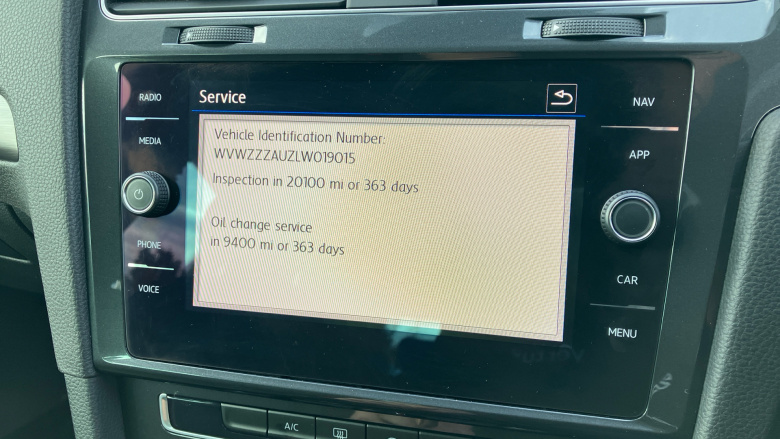 Service
RADIO
MEDIA
PHONE
VOICE
Vehicle Identification Number:
WVWZZZAUZLW019015
Inspection in 20100 mi or 363 days
Oil change service
in 9400 mi or 363 days
NAV
APP
CAR
MENU
A/C